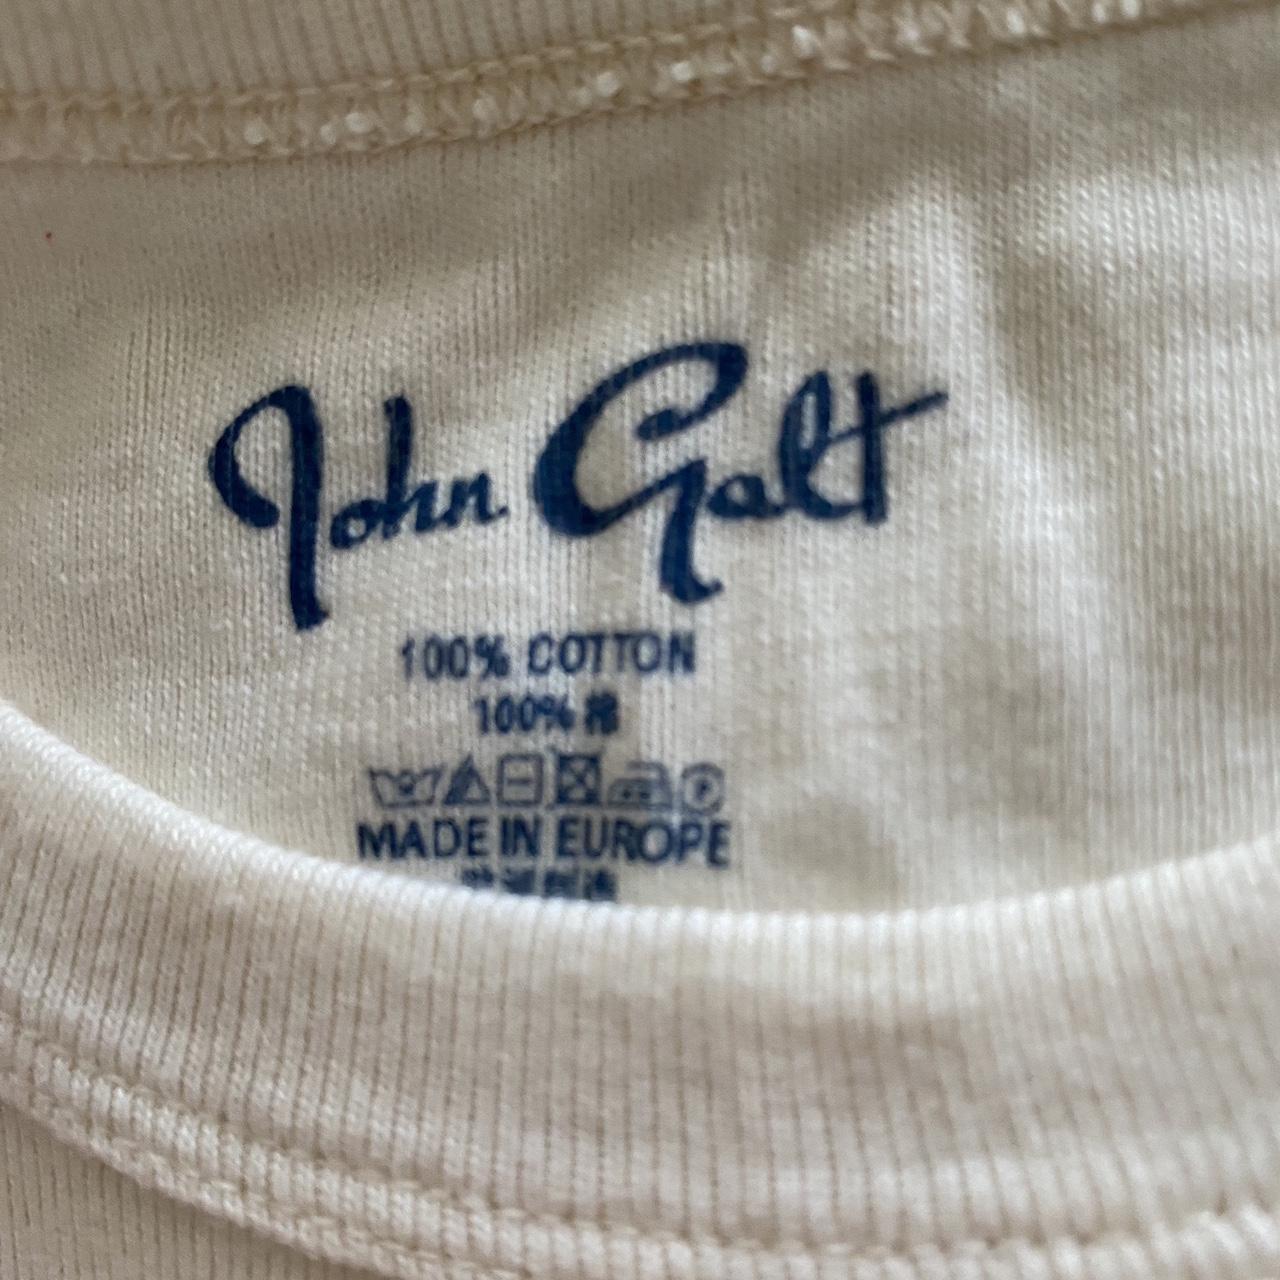 John Galt
100% COTTON
100% 棉
MADE IN EUROPE